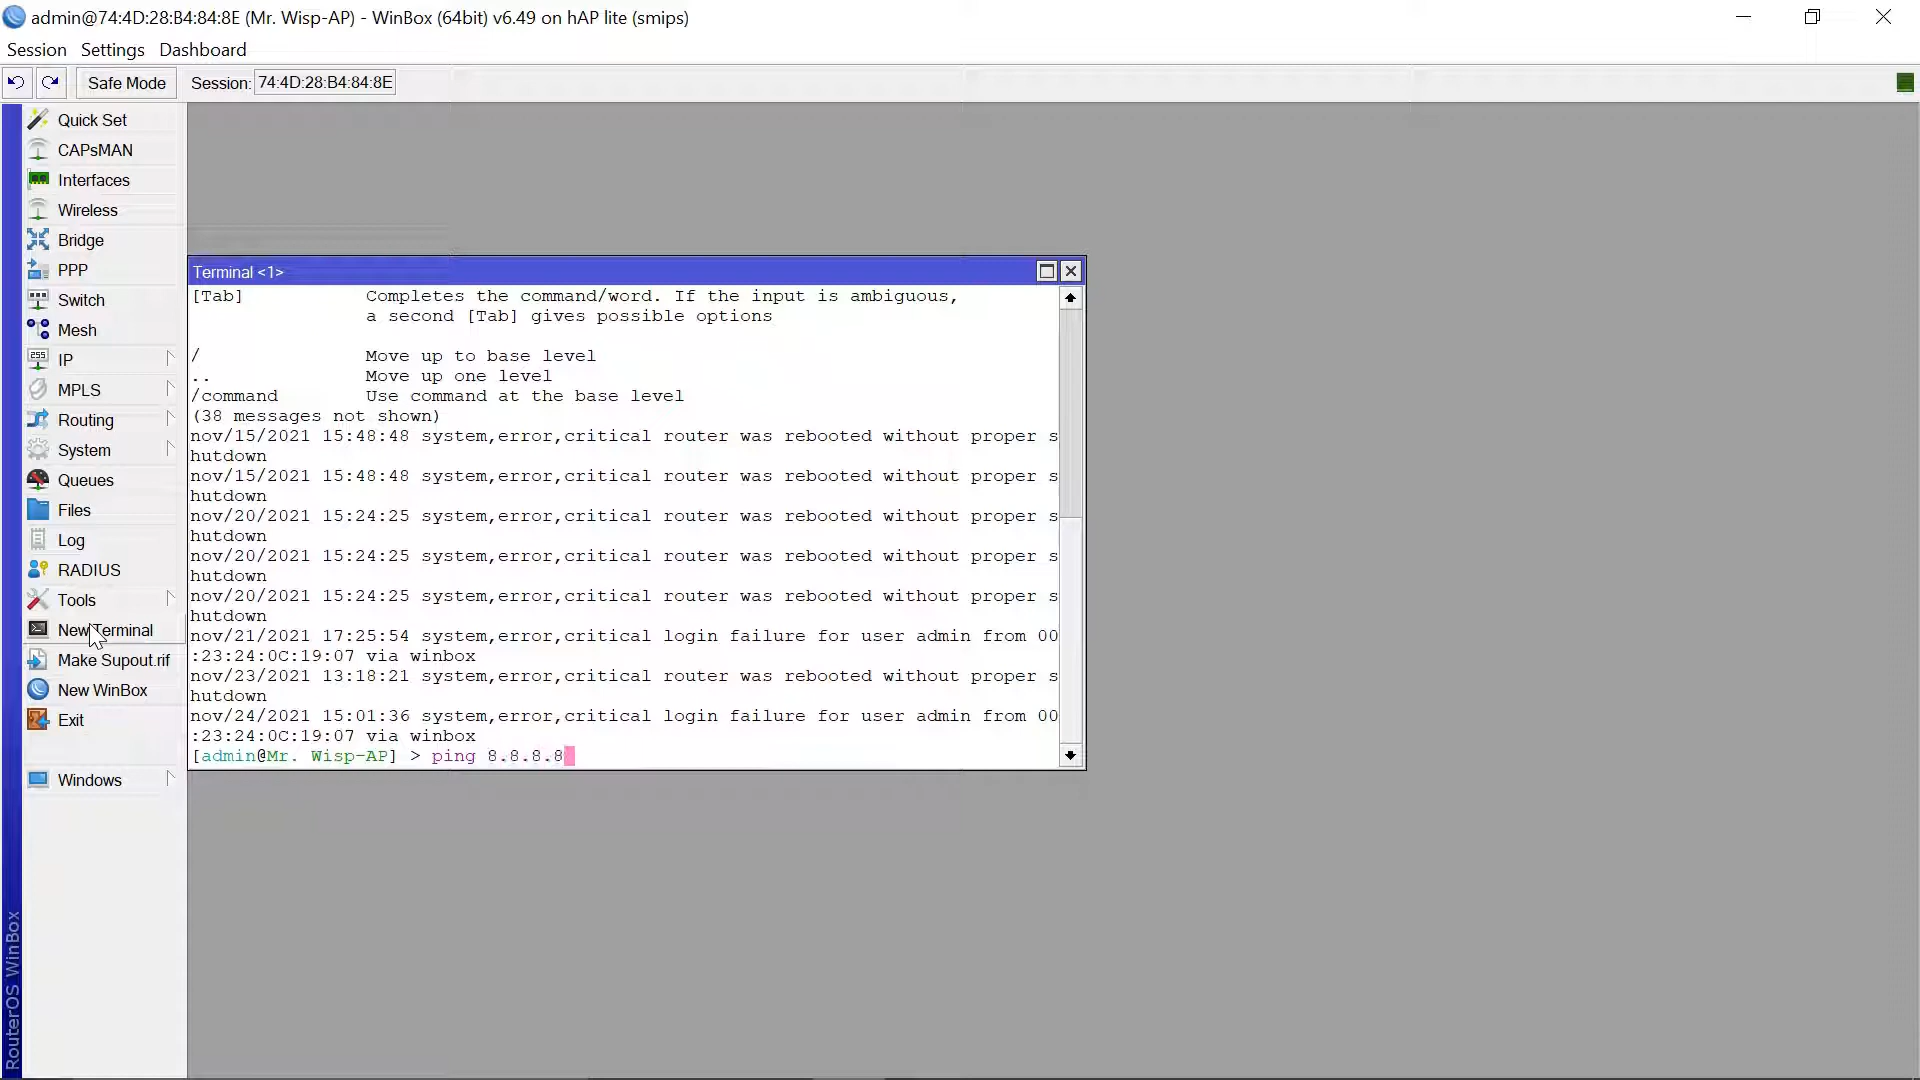 admin@74:4D:28:B4:84:8E (Mr. Wisp-AP) - WinBox (64bit) v6.49 on hAP lite (smips)
Session Settings Dashboard
Safe Mode Session: 74:4D:28:B4:84:8E
Quick Set
CAPsMAN
Interfaces
Wireless
Bridge
PPP
Switch
Mesh
IP
MPLS
Routing
System
Queues
Files
Log
RADIUS
Tools
New Terminal
Make Supout.rif
New WinBox
Exit
Windows
RouterOS WinBox
Terminal <1>
[Tab] Completes the command/word. If the input is ambiguous,
a second [Tab] gives possible options
/ Move up to base level
.. Move up one level
/command Use command at the base level
(38 messages not shown)
nov/15/2021 15:48:48 system,error,critical router was rebooted without proper s
hutdown
nov/15/2021 15:48:48 system,error,critical router was rebooted without proper s
hutdown
nov/20/2021 15:24:25 system,error,critical router was rebooted without proper s
hutdown
nov/20/2021 15:24:25 system,error,critical router was rebooted without proper s
hutdown
nov/20/2021 15:24:25 system,error,critical router was rebooted without proper s
hutdown
nov/21/2021 17:25:54 system,error,critical login failure for user admin from 00
:23:24:0C:19:07 via winbox
nov/23/2021 13:18:21 system,error,critical router was rebooted without proper s
hutdown
nov/24/2021 15:01:36 system,error,critical login failure for user admin from 00
:23:24:0C:19:07 via winbox
[admin@Mr. Wisp-AP] > ping 8.8.8.8